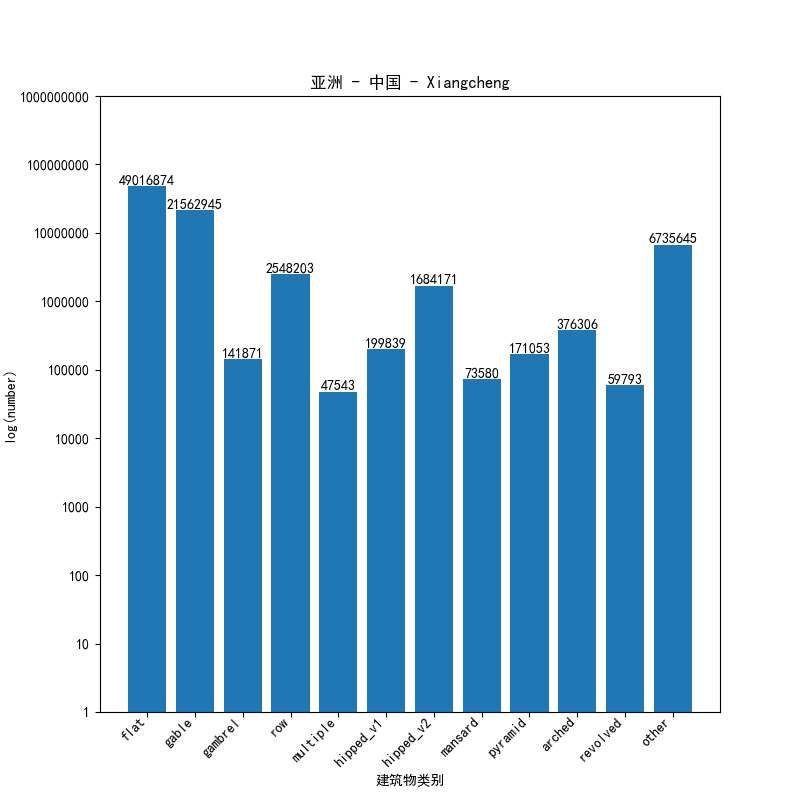 亚洲 - 中国 - Xiangcheng
1000000000
100000000
10000000
1000000
100000
10000
1000
100
10
1
log(number)
49016874
21562945
141871
2548203
47543
199839
1684171
73580
171053
376306
59793
6735645
flat
gable
gambrel
row
multiple
hipped_v1
hipped_v2
mansard
pyramid
arched
revolved
other
建筑物类别